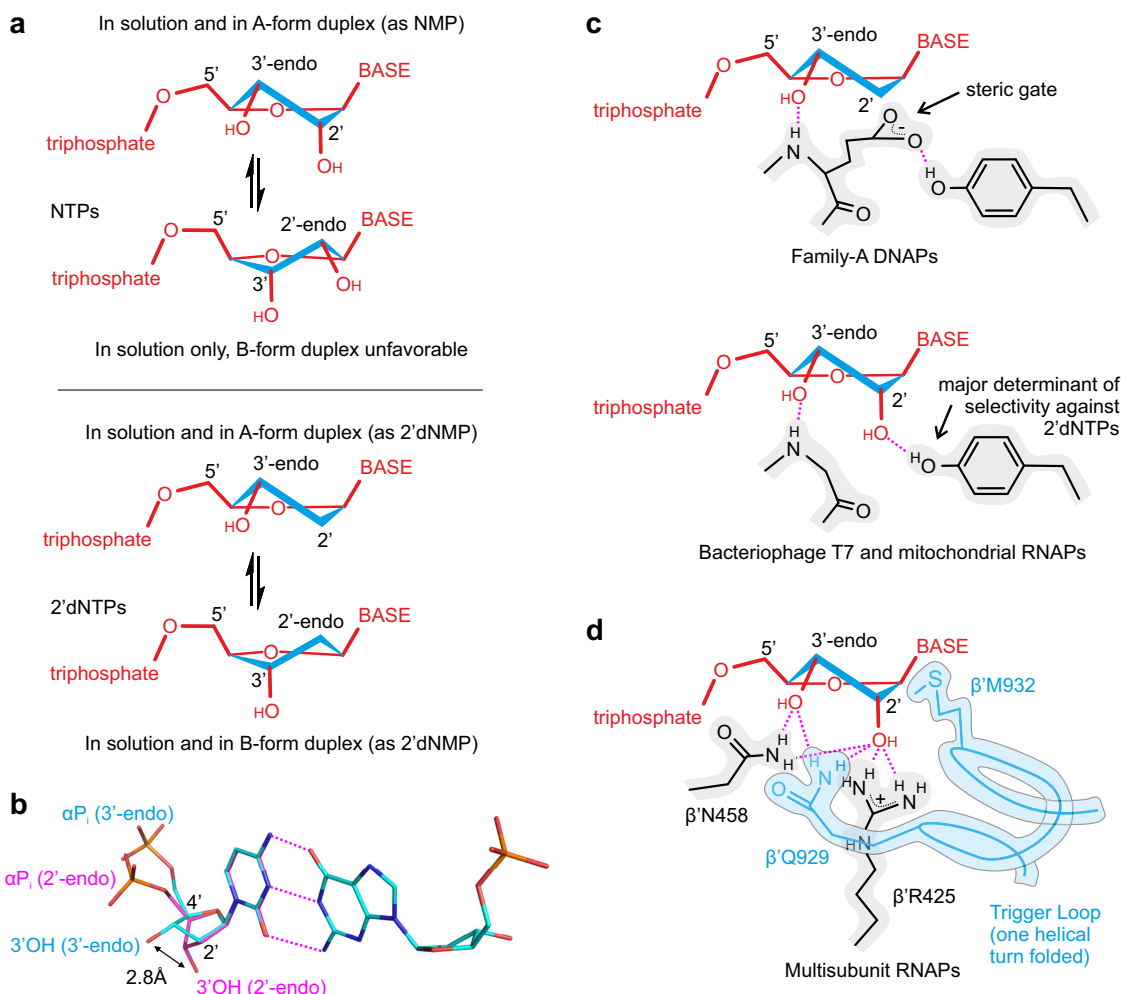 a
In solution and in A-form duplex (as NMP)
3'-endo
BASE
5'
O
O
HO
2'
OH
triphosphate
NTPs
5'
2'-endo
BASE
O
O
triphosphate
3'
OH
HO
In solution only, B-form duplex unfavorable
In solution and in A-form duplex (as 2'dNMP)
3'-endo
BASE
5'
O
O
HO
2'
triphosphate
2'dNTPs
5'
2'-endo
BASE
O
O
triphosphate
3'
HO
In solution and in B-form duplex (as 2'dNMP)
b
αPi (3'-endo)
αPi (2'-endo)
4'
3'OH (3'-endo)
2'
2.8Å
3'OH (2'-endo)
c
BASE
3'-endo
5'
O
O
HO
2'
triphosphate
steric gate
H
N
O
-
O
H
O
O
Family-A DNAPs
BASE
3'-endo
5'
O
O
HO
2'
triphosphate
HO
major determinant of
selectivity against
2'dNTPs
H
N
H
O
O
Bacteriophage T7 and mitochondrial RNAPs
d
BASE
3'-endo
5'
O
O
HO
2'
triphosphate
OH
S
β'M932
O
H
N
H
β'N458
H
H
N
O
β'Q929
H
H
H
H
N
+
N
HN
β'R425
Trigger Loop
(one helical
turn folded)
Multisubunit RNAPs